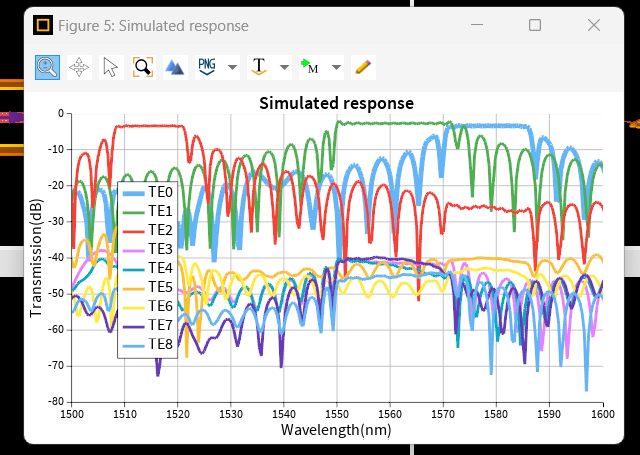 Figure 5: Simulated response
PNG T M
Simulated response
Transmission(dB)
0
-10
-20
-30
-40
-50
-60
-70
-80
TE0
TE1
TE2
TE3
TE4
TE5
TE6
TE7
TE8
1500 1510 1520 1530 1540 1550 1560 1570 1580 1590 1600
Wavelength(nm)